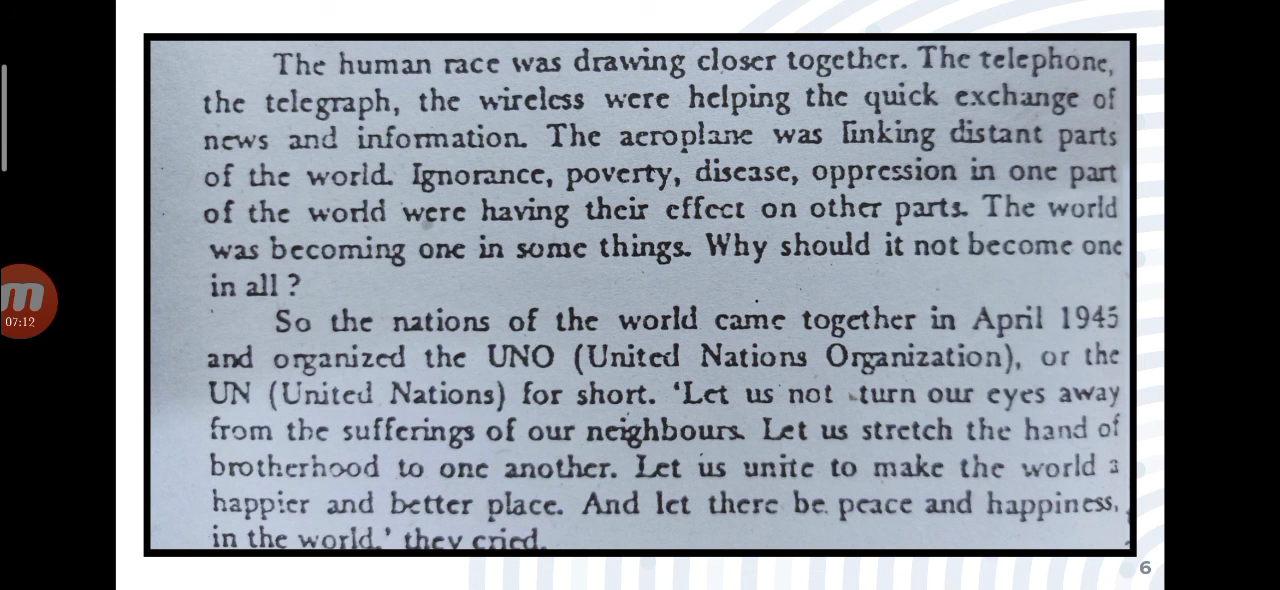 The human race was drawing closer together. The telephone,
the telegraph, the wireless were helping the quick exchange of
news and information. The aeroplane was linking distant parts
of the world. Ignorance, poverty, disease, oppression in one part
of the world were having their effect on other parts. The world
was becoming one in some things. Why should it not become one
in all ?
So the nations of the world came together in April 1945
and organized the UNO (United Nations Organization), or the
UN (United Nations) for short. ‘Let us not turn our eyes away
from the sufferings of our neighbours. Let us stretch the hand of
brotherhood to one another. Let us unite to make the world a
happier and better place. And let there be peace and happiness,
in the world.’ they cried.
m
07:12
6